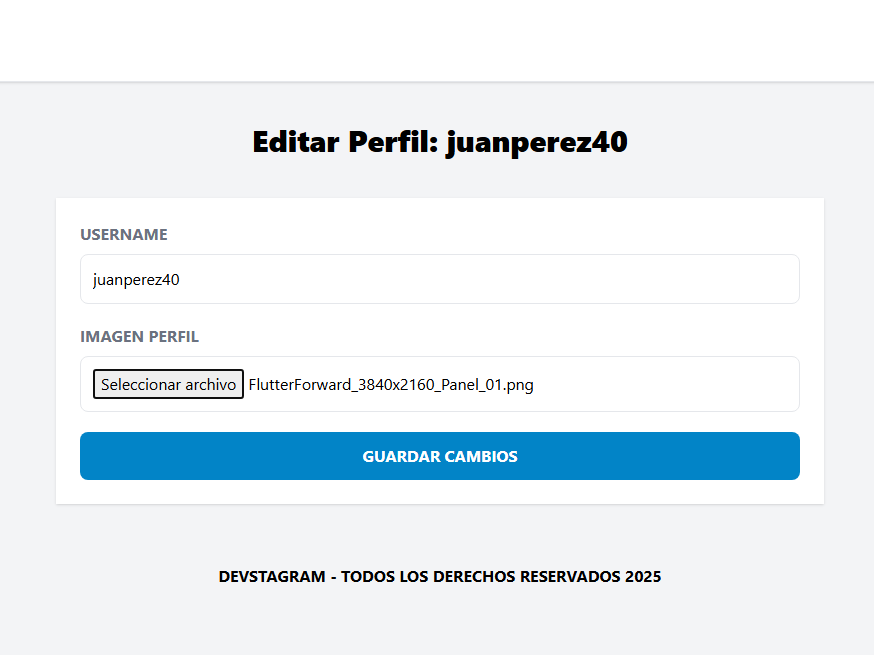 Editar Perfil: juanperez40
USERNAME
juanperez40
IMAGEN PERFIL
Seleccionar archivo FlutterForward_3840x2160_Panel_01.png
GUARDAR CAMBIOS
DEVSTAGRAM - TODOS LOS DERECHOS RESERVADOS 2025